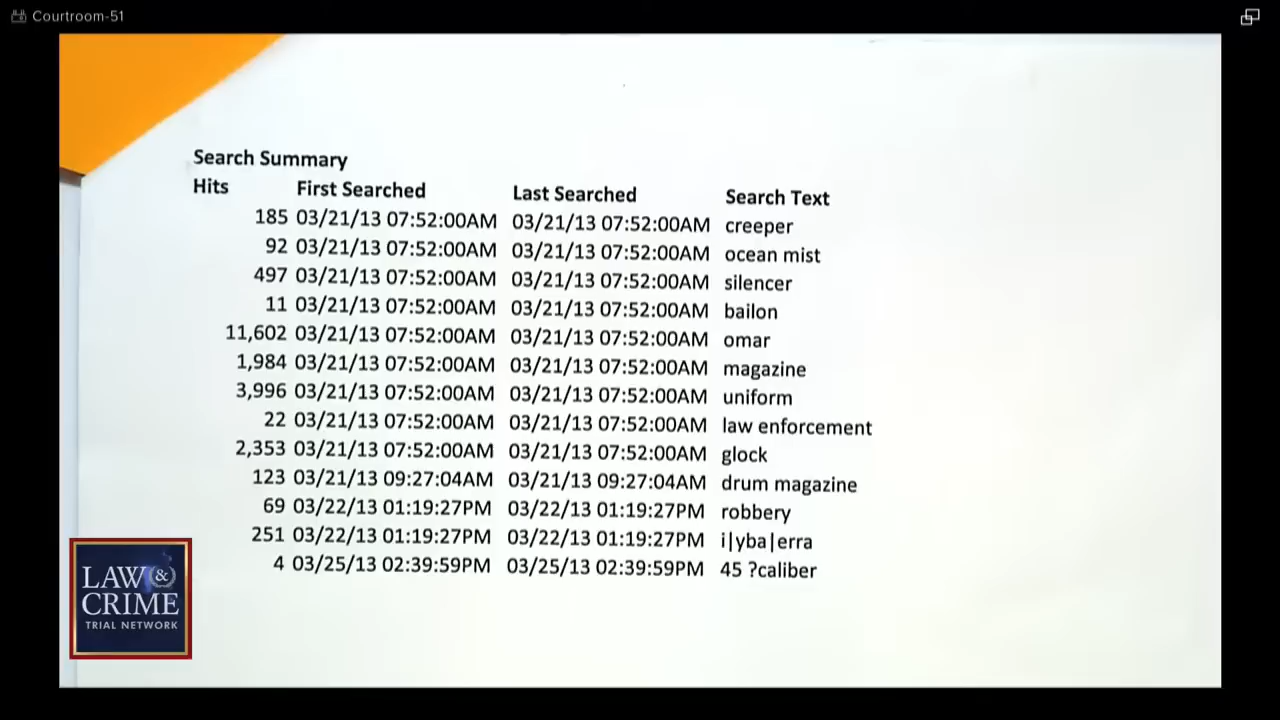 Courtroom-51
Search Summary
Hits First Searched Last Searched Search Text
185 03/21/13 07:52:00AM 03/21/13 07:52:00AM creeper
92 03/21/13 07:52:00AM 03/21/13 07:52:00AM ocean mist
497 03/21/13 07:52:00AM 03/21/13 07:52:00AM silencer
11 03/21/13 07:52:00AM 03/21/13 07:52:00AM bailon
11,602 03/21/13 07:52:00AM 03/21/13 07:52:00AM omar
1,984 03/21/13 07:52:00AM 03/21/13 07:52:00AM magazine
3,996 03/21/13 07:52:00AM 03/21/13 07:52:00AM uniform
22 03/21/13 07:52:00AM 03/21/13 07:52:00AM law enforcement
2,353 03/21/13 07:52:00AM 03/21/13 07:52:00AM glock
123 03/21/13 09:27:04AM 03/21/13 09:27:04AM drum magazine
69 03/22/13 01:19:27PM 03/22/13 01:19:27PM robbery
251 03/22/13 01:19:27PM 03/22/13 01:19:27PM i|yba|erra
4 03/25/13 02:39:59PM 03/25/13 02:39:59PM 45 ?caliber
LAW &
CRIME
TRIAL NETWORK